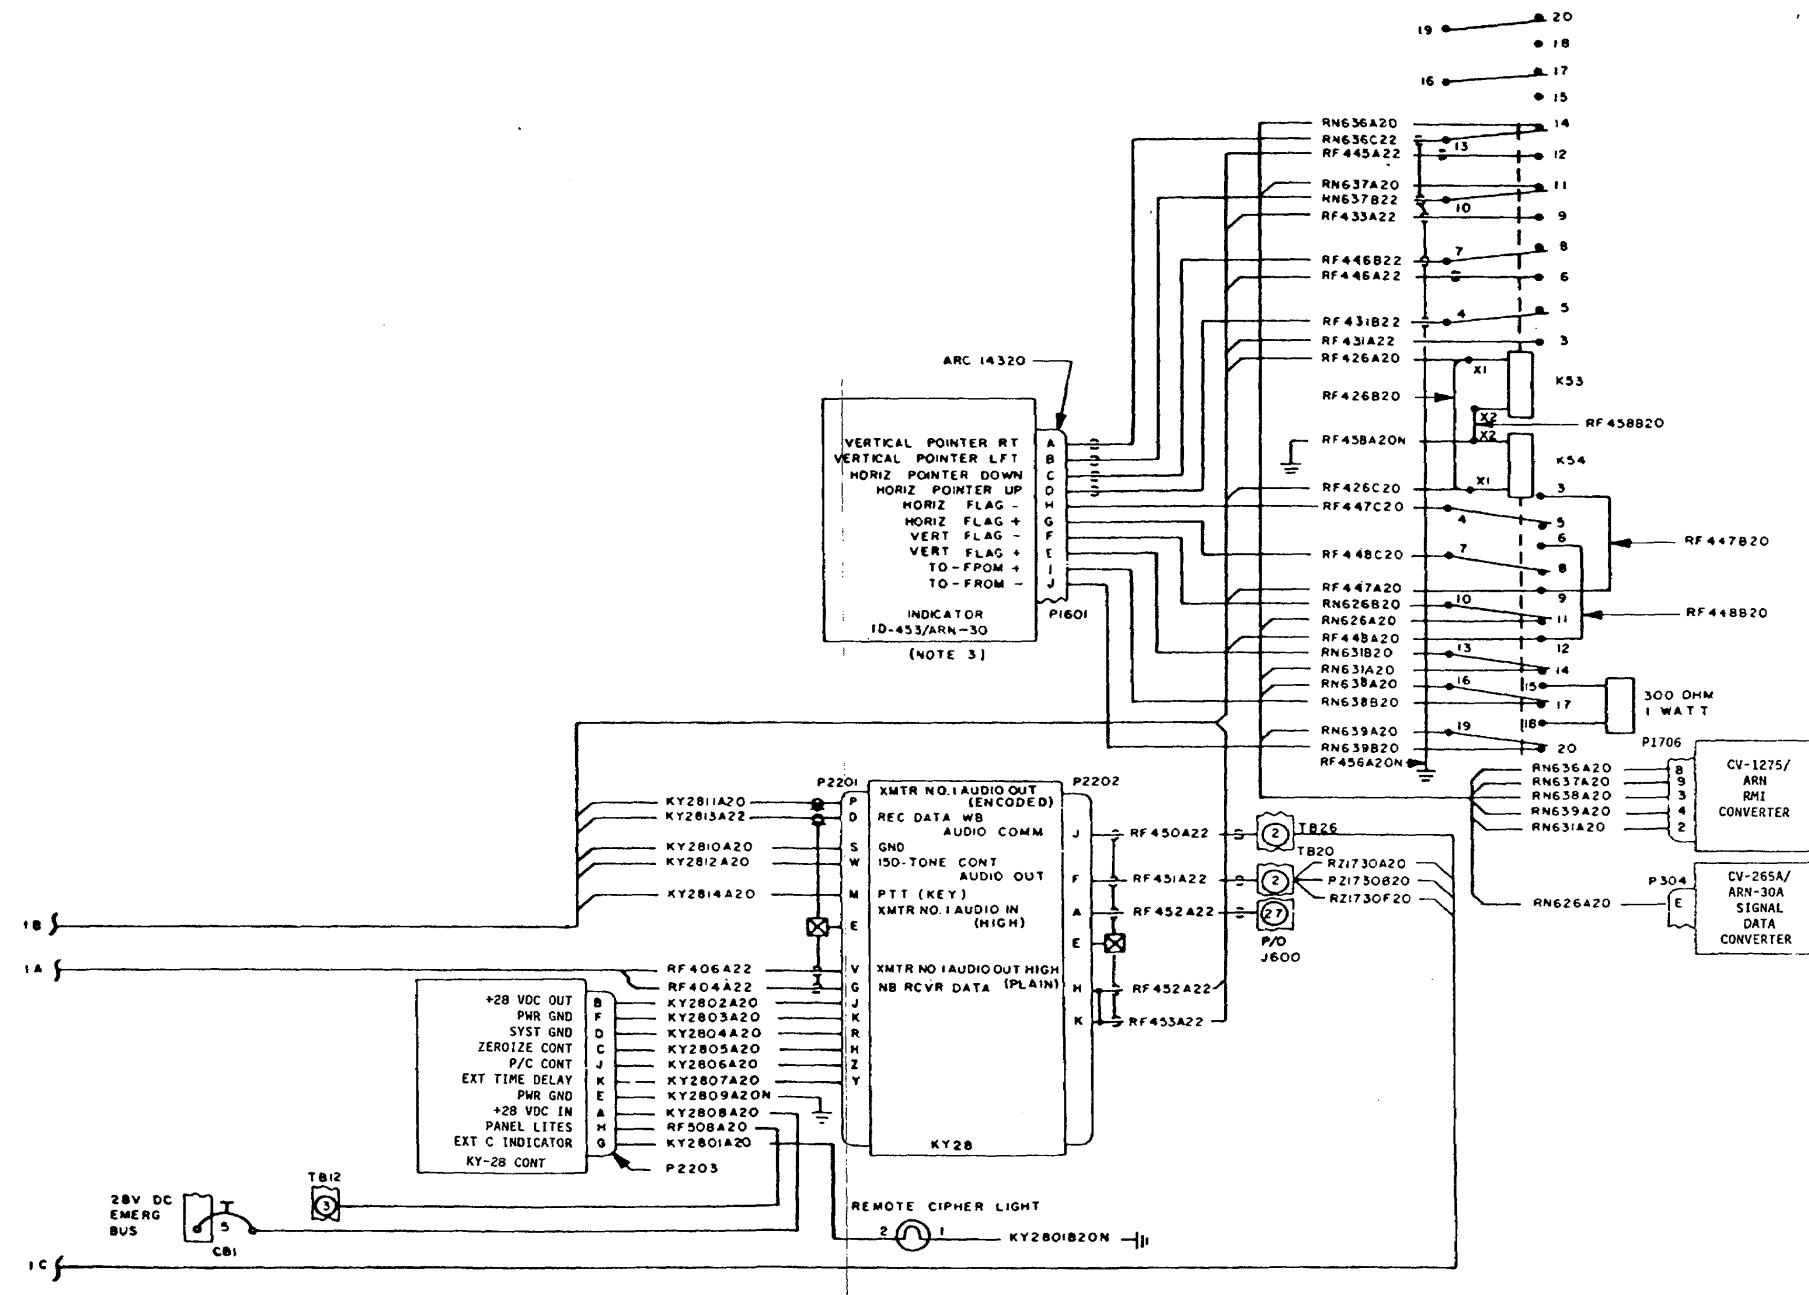 19 20
18
16 17
15
RN636A20 14
RN636C22 13
RF445A22 12
RN637A20 11
RN637B22 10
RF433A22 9
RF446B22 7 8
RF446A22 6
RF431B22 4 5
RF431A22 3
RF426A20 X1 K53
RF426B20
X2 RF458B20
RF458A20N X2
K54
RF426C20 X1 3
RF447C20 4 5
6
RF447B20
RF448C20 7 8
RF447A20 9
RN626B20 10
RN626A20 11
RF448B20
RF448A20 12
RN631B20 13
RN631A20 14
RN638A20 16 15
RN638B20 17
300 OHM
1 WATT
18
RN639A20 19
RN639B20 20
RF456A20N
ARC 14320
VERTICAL POINTER RT A
VERTICAL POINTER LFT B
HORIZ POINTER DOWN C
HORIZ POINTER UP D
HORIZ FLAG - H
HORIZ FLAG + G
VERT FLAG - F
VERT FLAG + E
TO-FROM + I
TO-FROM - J
INDICATOR
ID-453/ARN-30
P1601
(NOTE 3)
P1706
RN636A20 8
RN637A20 9
RN638A20 3
RN639A20 4
RN631A20 2
CV-1275/
ARN
RMI
CONVERTER
P304
RN626A20 E
CV-265A/
ARN-30A
SIGNAL
DATA
CONVERTER
P2201 P2202
KY2811A20 P XMTR NO. 1 AUDIO OUT
(ENCODED)
KY2813A22 D REC DATA WB
AUDIO COMM J RF450A22 2 TB26
KY2810A20 S GND
KY2812A20 W 150-TONE CONT
AUDIO OUT F RF451A22 2 TB20
RZ1730A20
PZ1730B20
RZ1730F20
KY2814A20 M PTT (KEY)
E XMTR NO. 1 AUDIO IN
(HIGH)
A RF452A22 27
P/O
J600
E
1B
1A
RF406A22 V XMTR NO 1 AUDIO OUT HIGH
RF404A22 G NB RCVR DATA (PLAIN)
H RF452A22
K RF453A22
+28 VDC OUT B KY2802A20 J
PWR GND F KY2803A20 K
SYST GND D KY2804A20 R
ZEROIZE CONT C KY2805A20 H
P/C CONT J KY2806A20 Z
EXT TIME DELAY K KY2807A20 Y
PWR GND E KY2809A20N
+28 VDC IN A KY2808A20
PANEL LITES H RF508A20
EXT C INDICATOR G KY2801A20
KY-28 CONT
P2203
KY28
TB12
3
28V DC
EMERG
BUS
5
CB1
REMOTE CIPHER LIGHT
2 1 KY2801B20N
1C